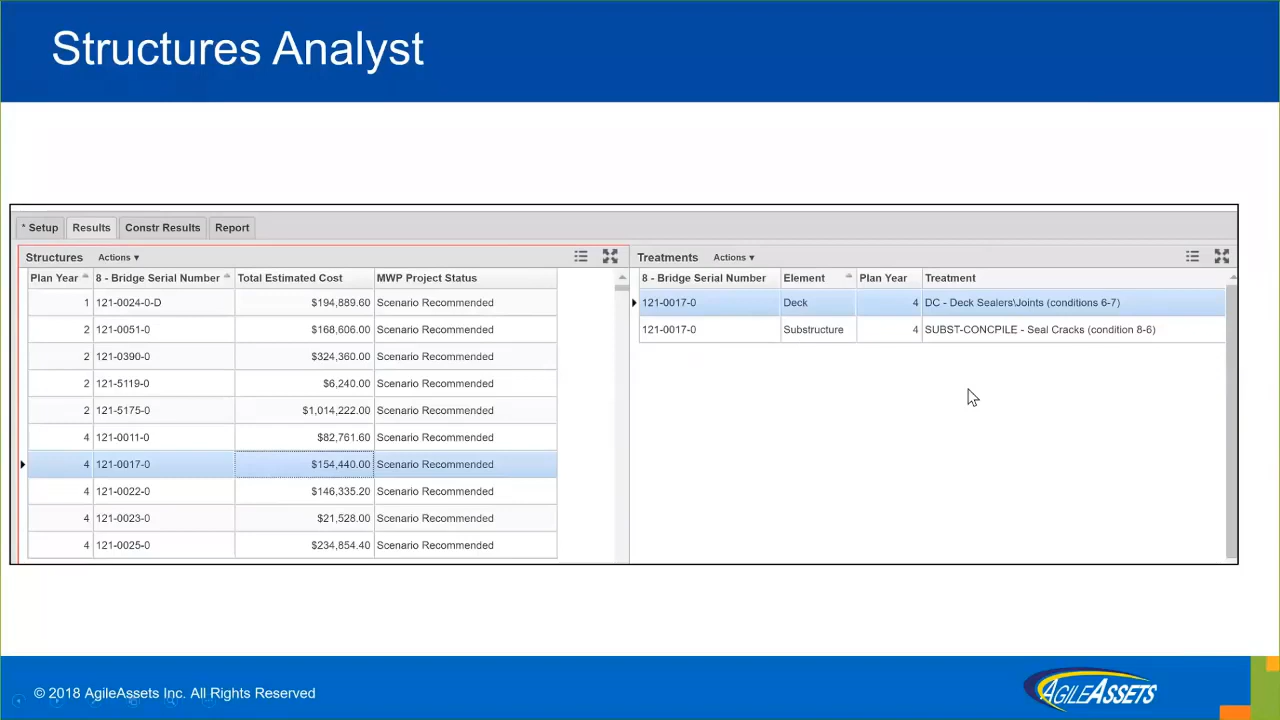 Structures Analyst
* Setup Results Constr Results Report
Structures Actions ▾
Plan Year 8 - Bridge Serial Number Total Estimated Cost MWP Project Status
1 121-0024-0-D $194,889.60 Scenario Recommended
2 121-0051-0 $168,606.00 Scenario Recommended
2 121-0390-0 $324,360.00 Scenario Recommended
2 121-5119-0 $6,240.00 Scenario Recommended
2 121-5175-0 $1,014,222.00 Scenario Recommended
4 121-0011-0 $82,761.60 Scenario Recommended
4 121-0017-0 $154,440.00 Scenario Recommended
4 121-0022-0 $146,335.20 Scenario Recommended
4 121-0023-0 $21,528.00 Scenario Recommended
4 121-0025-0 $234,854.40 Scenario Recommended
Treatments Actions ▾
8 - Bridge Serial Number Element Plan Year Treatment
121-0017-0 Deck 4 DC - Deck Sealers\Joints (conditions 6-7)
121-0017-0 Substructure 4 SUBST-CONCPILE - Seal Cracks (condition 8-6)
© 2018 AgileAssets Inc. All Rights Reserved
AGILEASSETS